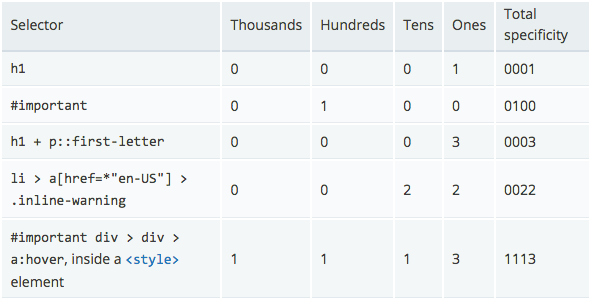 Selector Thousands Hundreds Tens Ones Total specificity
h1 0 0 0 1 0001
#important 0 1 0 0 0100
h1 + p::first-letter 0 0 0 3 0003
li > a[href=*"en-US"] >
.inline-warning 0 0 2 2 0022
#important div > div >
a:hover, inside a <style> 1 1 1 3 1113
element